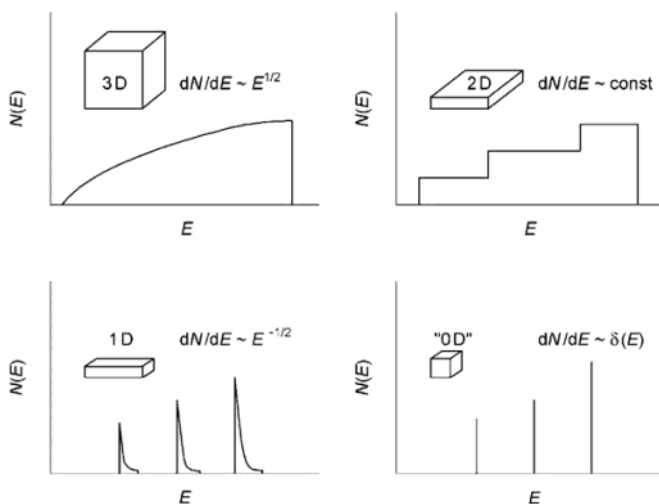 3D dN/dE ~ E^1/2
N(E)
E
2D dN/dE ~ const
N(E)
E
1D dN/dE ~ E^-1/2
N(E)
E
"0D" dN/dE ~ δ(E)
N(E)
E